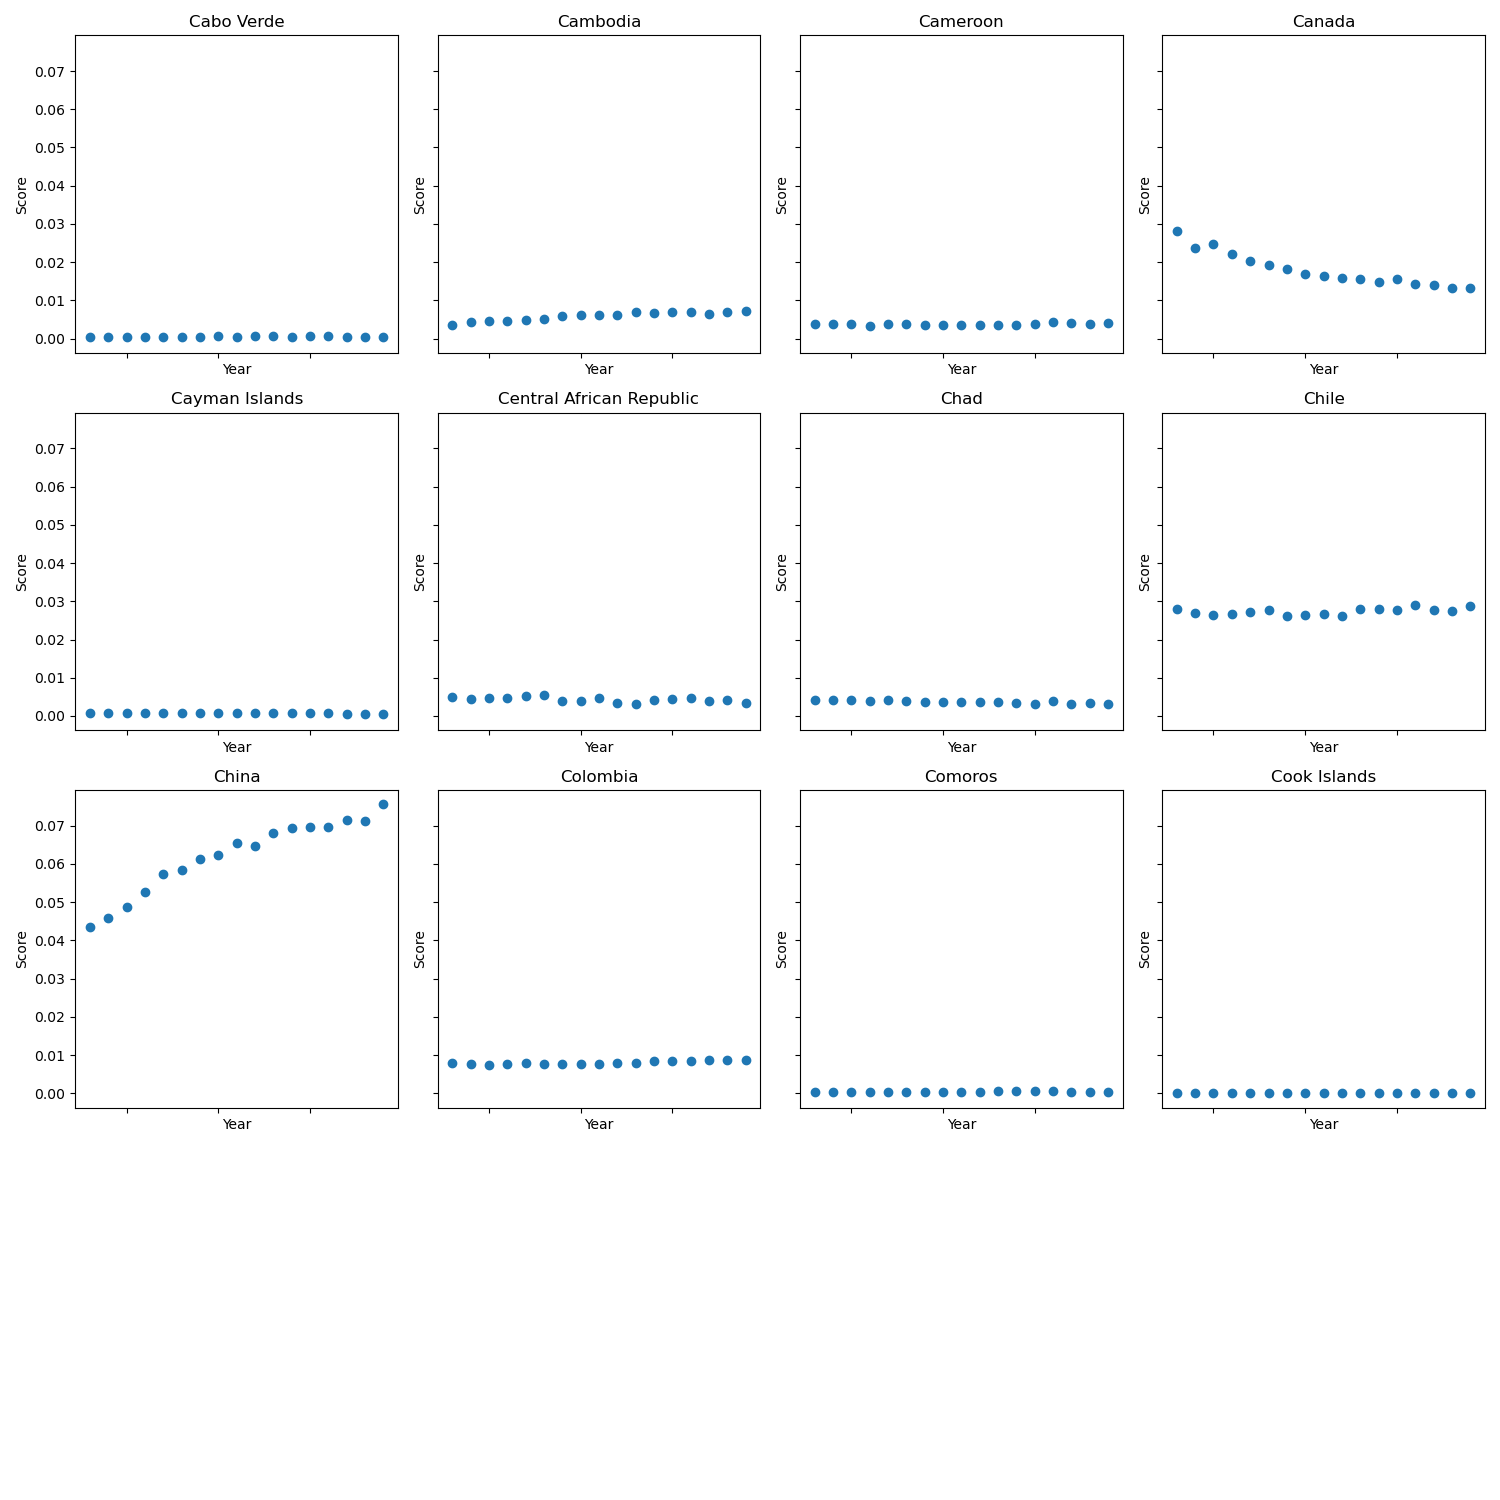 Cabo Verde
Cambodia
Cameroon
Canada
0.07
0.06
0.05
0.04
0.03
0.02
0.01
0.00
Score
Score
Score
Score
Year
Year
Year
Year
Cayman Islands
Central African Republic
Chad
Chile
0.07
0.06
0.05
0.04
0.03
0.02
0.01
0.00
Score
Score
Score
Score
Year
Year
Year
Year
China
Colombia
Comoros
Cook Islands
0.07
0.06
0.05
0.04
0.03
0.02
0.01
0.00
Score
Score
Score
Score
Year
Year
Year
Year